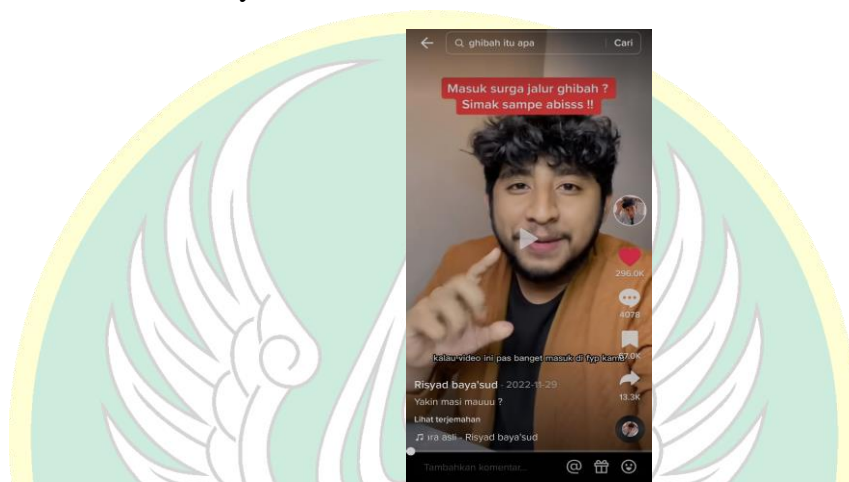 ghibah itu apa
Cari
Masuk surga jalur ghibah ?
Simak sampe abisss !!
296.0K
4078
kalau video ini pas banget masuk di fyp kamu
Risyad baya'sud · 2022-11-29
Yakin masi mauuu ?
13.3K
Lihat terjemahan
ara asli - Risyad baya'sud
Tambahkan komentar...